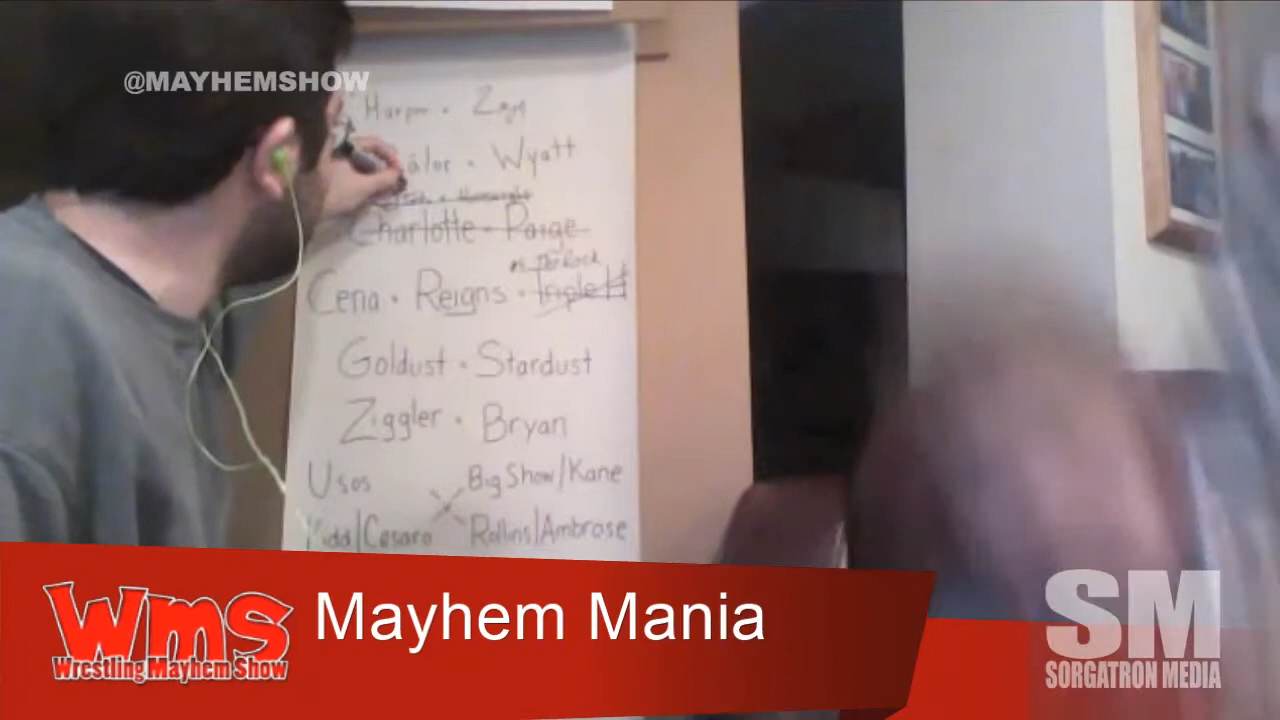 @MAYHEMSHOW
Harper - Zayn
Bálor - Wyatt
Charlotte - Paige
vs The Rock
Cena - Reigns - Triple H
Goldust - Stardust
Ziggler - Bryan
Usos Big Show/Kane
Kidd/Cesaro Rollins/Ambrose
WMS
Wrestling Mayhem Show
Mayhem Mania
SM
SORGATRON MEDIA